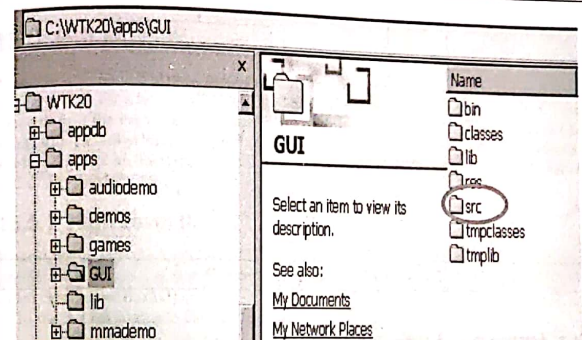 C:\WTK20\apps\GUI
x
WTK20
appdb
apps
audiodemo
demos
games
GUI
lib
mmademo
GUI
Select an item to view its
description.
See also:
My Documents
My Network Places
Name
bin
classes
lib
res
src
tmpclasses
tmplib